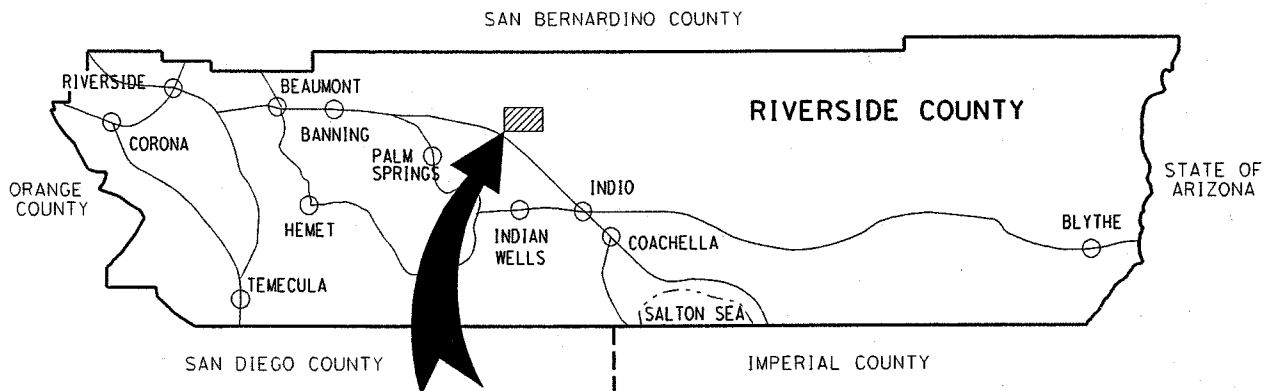 SAN BERNARDINO COUNTY
RIVERSIDE
BEAUMONT
RIVERSIDE COUNTY
CORONA
BANNING
PALM
SPRINGS
STATE OF
ARIZONA
ORANGE
COUNTY
INDIO
HEMET
INDIAN
WELLS
COACHELLA
BLYTHE
TEMECULA
SALTON SEA
SAN DIEGO COUNTY
IMPERIAL COUNTY